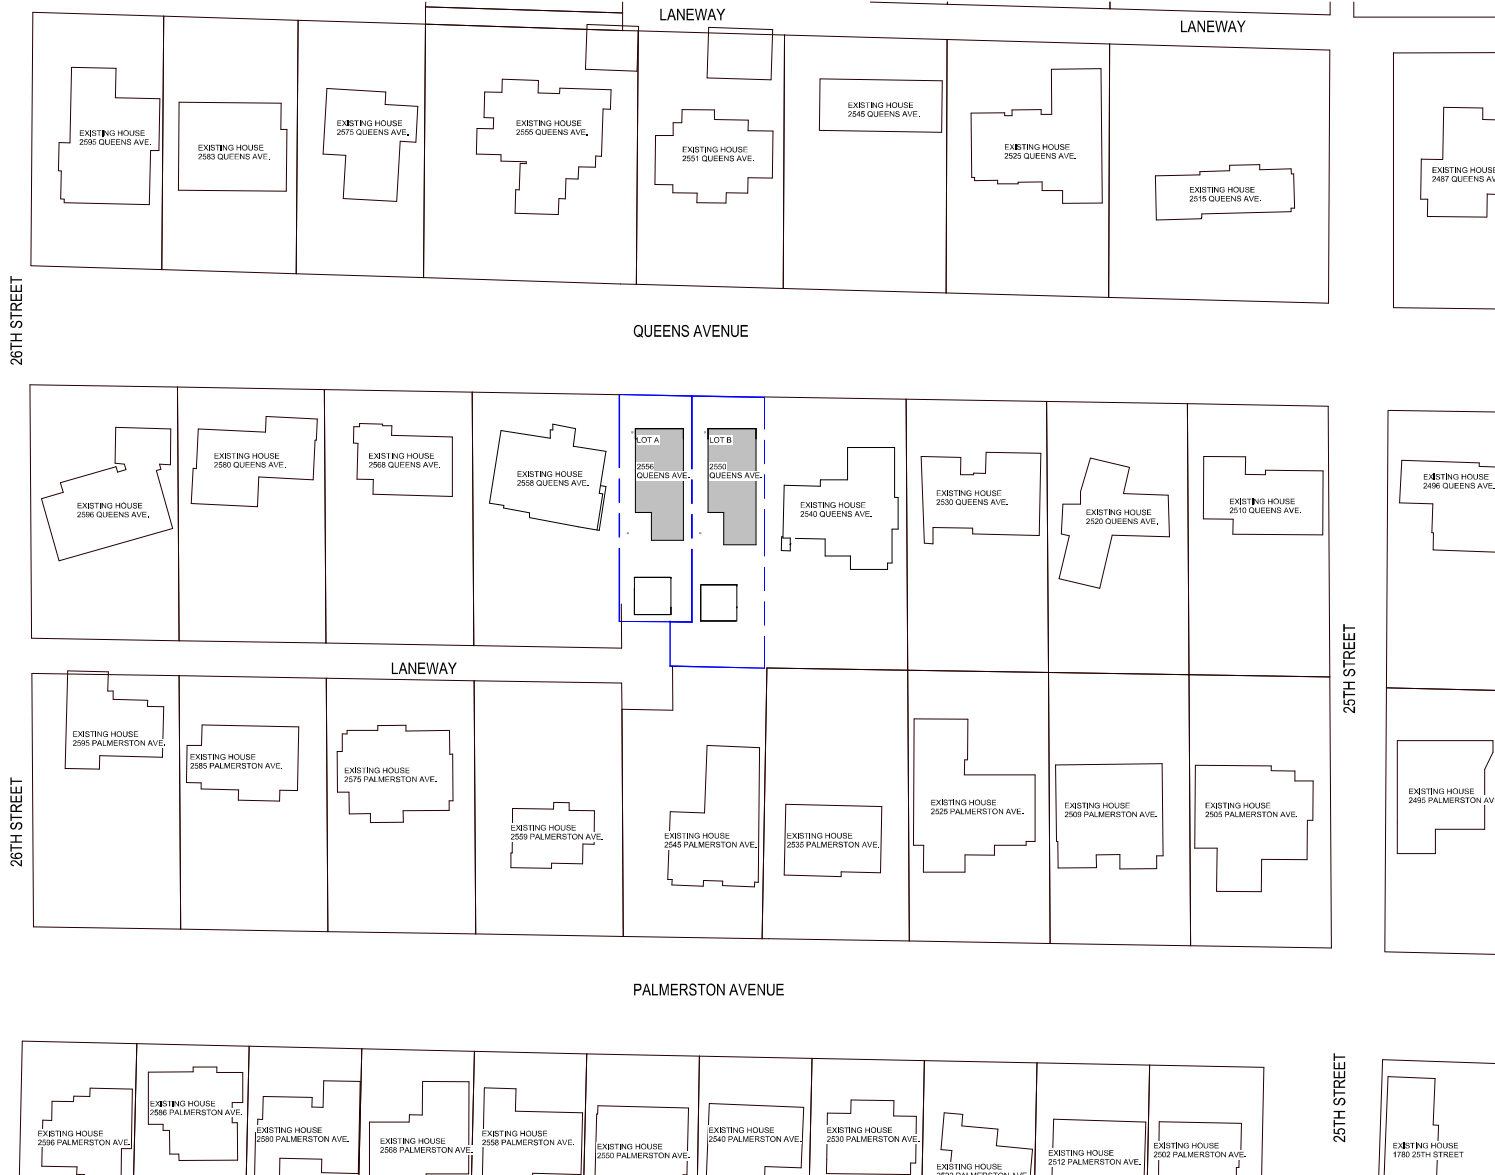 LANEWAY
LANEWAY
EXISTING HOUSE
2595 QUEENS AVE.
EXISTING HOUSE
2583 QUEENS AVE.
EXISTING HOUSE
2575 QUEENS AVE.
EXISTING HOUSE
2555 QUEENS AVE.
EXISTING HOUSE
2551 QUEENS AVE.
EXISTING HOUSE
2545 QUEENS AVE.
EXISTING HOUSE
2525 QUEENS AVE.
EXISTING HOUSE
2515 QUEENS AVE.
EXISTING HOUSE
2487 QUEENS AV
26TH STREET
QUEENS AVENUE
EXISTING HOUSE
2596 QUEENS AVE.
EXISTING HOUSE
2580 QUEENS AVE.
EXISTING HOUSE
2568 QUEENS AVE.
EXISTING HOUSE
2558 QUEENS AVE.
LOT A
2556
QUEENS AVE.
LOT B
2550
QUEENS AVE.
EXISTING HOUSE
2540 QUEENS AVE.
EXISTING HOUSE
2530 QUEENS AVE.
EXISTING HOUSE
2520 QUEENS AVE.
EXISTING HOUSE
2510 QUEENS AVE.
EXISTING HOUSE
2496 QUEENS AVE.
LANEWAY
25TH STREET
26TH STREET
EXISTING HOUSE
2595 PALMERSTON AVE.
EXISTING HOUSE
2585 PALMERSTON AVE.
EXISTING HOUSE
2575 PALMERSTON AVE.
EXISTING HOUSE
2559 PALMERSTON AVE.
EXISTING HOUSE
2545 PALMERSTON AVE.
EXISTING HOUSE
2535 PALMERSTON AVE.
EXISTING HOUSE
2525 PALMERSTON AVE.
EXISTING HOUSE
2509 PALMERSTON AVE.
EXISTING HOUSE
2505 PALMERSTON AVE.
EXISTING HOUSE
2495 PALMERSTON AV
PALMERSTON AVENUE
EXISTING HOUSE
2596 PALMERSTON AVE.
EXISTING HOUSE
2586 PALMERSTON AVE.
EXISTING HOUSE
2580 PALMERSTON AVE.
EXISTING HOUSE
2568 PALMERSTON AVE.
EXISTING HOUSE
2558 PALMERSTON AVE.
EXISTING HOUSE
2550 PALMERSTON AVE.
EXISTING HOUSE
2540 PALMERSTON AVE.
EXISTING HOUSE
2530 PALMERSTON AVE.
EXISTING HOUSE
PALMERSTON AVE.
EXISTING HOUSE
2512 PALMERSTON AVE.
EXISTING HOUSE
2502 PALMERSTON AVE.
25TH STREET
EXISTING HOUSE
1780 25TH STREET